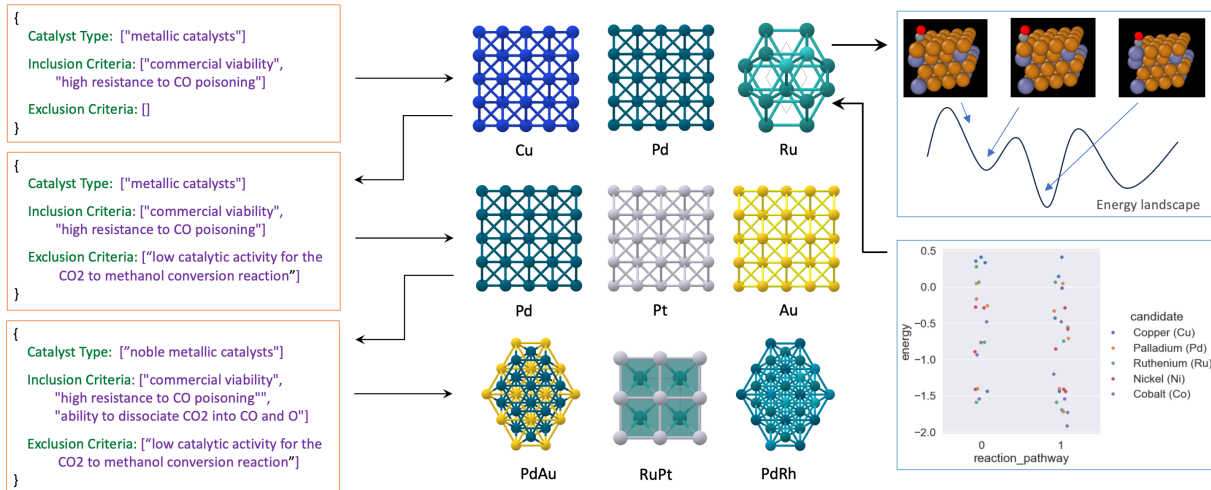 {
Catalyst Type: ["metallic catalysts"]
Inclusion Criteria: ["commercial viability",
"high resistance to CO poisoning"]
Exclusion Criteria: []
}
{
Catalyst Type: ["metallic catalysts"]
Inclusion Criteria: ["commercial viability",
"high resistance to CO poisoning"]
Exclusion Criteria: [“low catalytic activity for the
CO2 to methanol conversion reaction”]
}
{
Catalyst Type: [”noble metallic catalysts"]
Inclusion Criteria: ["commercial viability",
"high resistance to CO poisoning"",
"ability to dissociate CO2 into CO and O"]
Exclusion Criteria: [“low catalytic activity for the
CO2 to methanol conversion reaction”]
}
Cu Pd Ru
Pd Pt Au
PdAu RuPt PdRh
Energy landscape
0.5
0.0
−0.5
−1.0
−1.5
−2.0
energy
0 1
reaction_pathway
candidate
Copper (Cu)
Palladium (Pd)
Ruthenium (Ru)
Nickel (Ni)
Cobalt (Co)